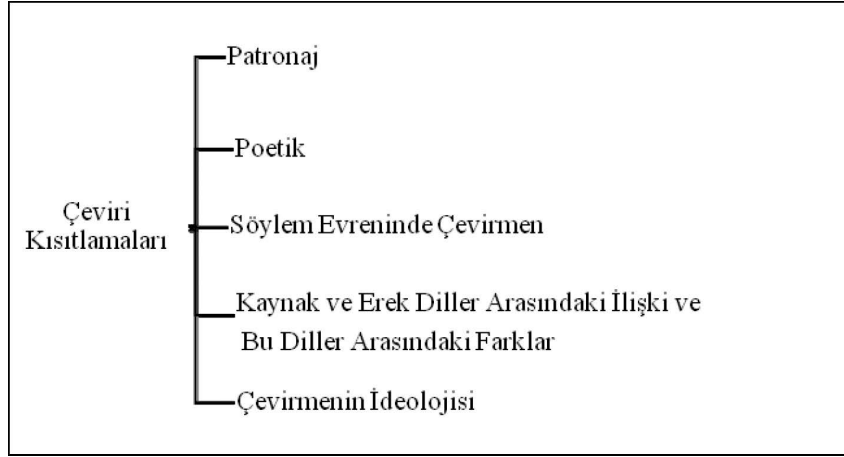 Patronaj
Poetik
Çeviri
Kısıtlamaları
Söylem Evreninde Çevirmen
Kaynak ve Erek Diller Arasındaki İlişki ve
Bu Diller Arasındaki Farklar
Çevirmenin İdeolojisi